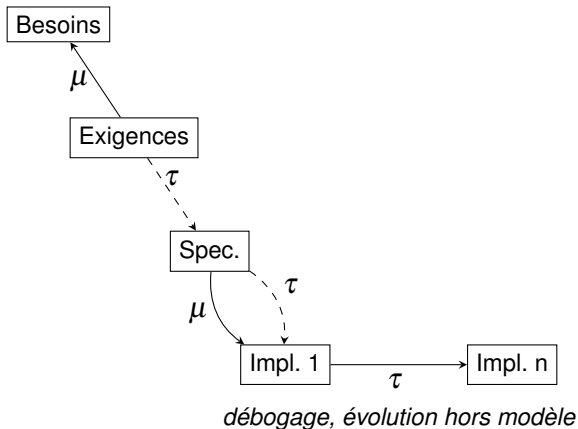 Besoins
μ
Exigences
τ
Spec.
μ
τ
Impl. 1
τ
Impl. n
débogage, évolution hors modèle